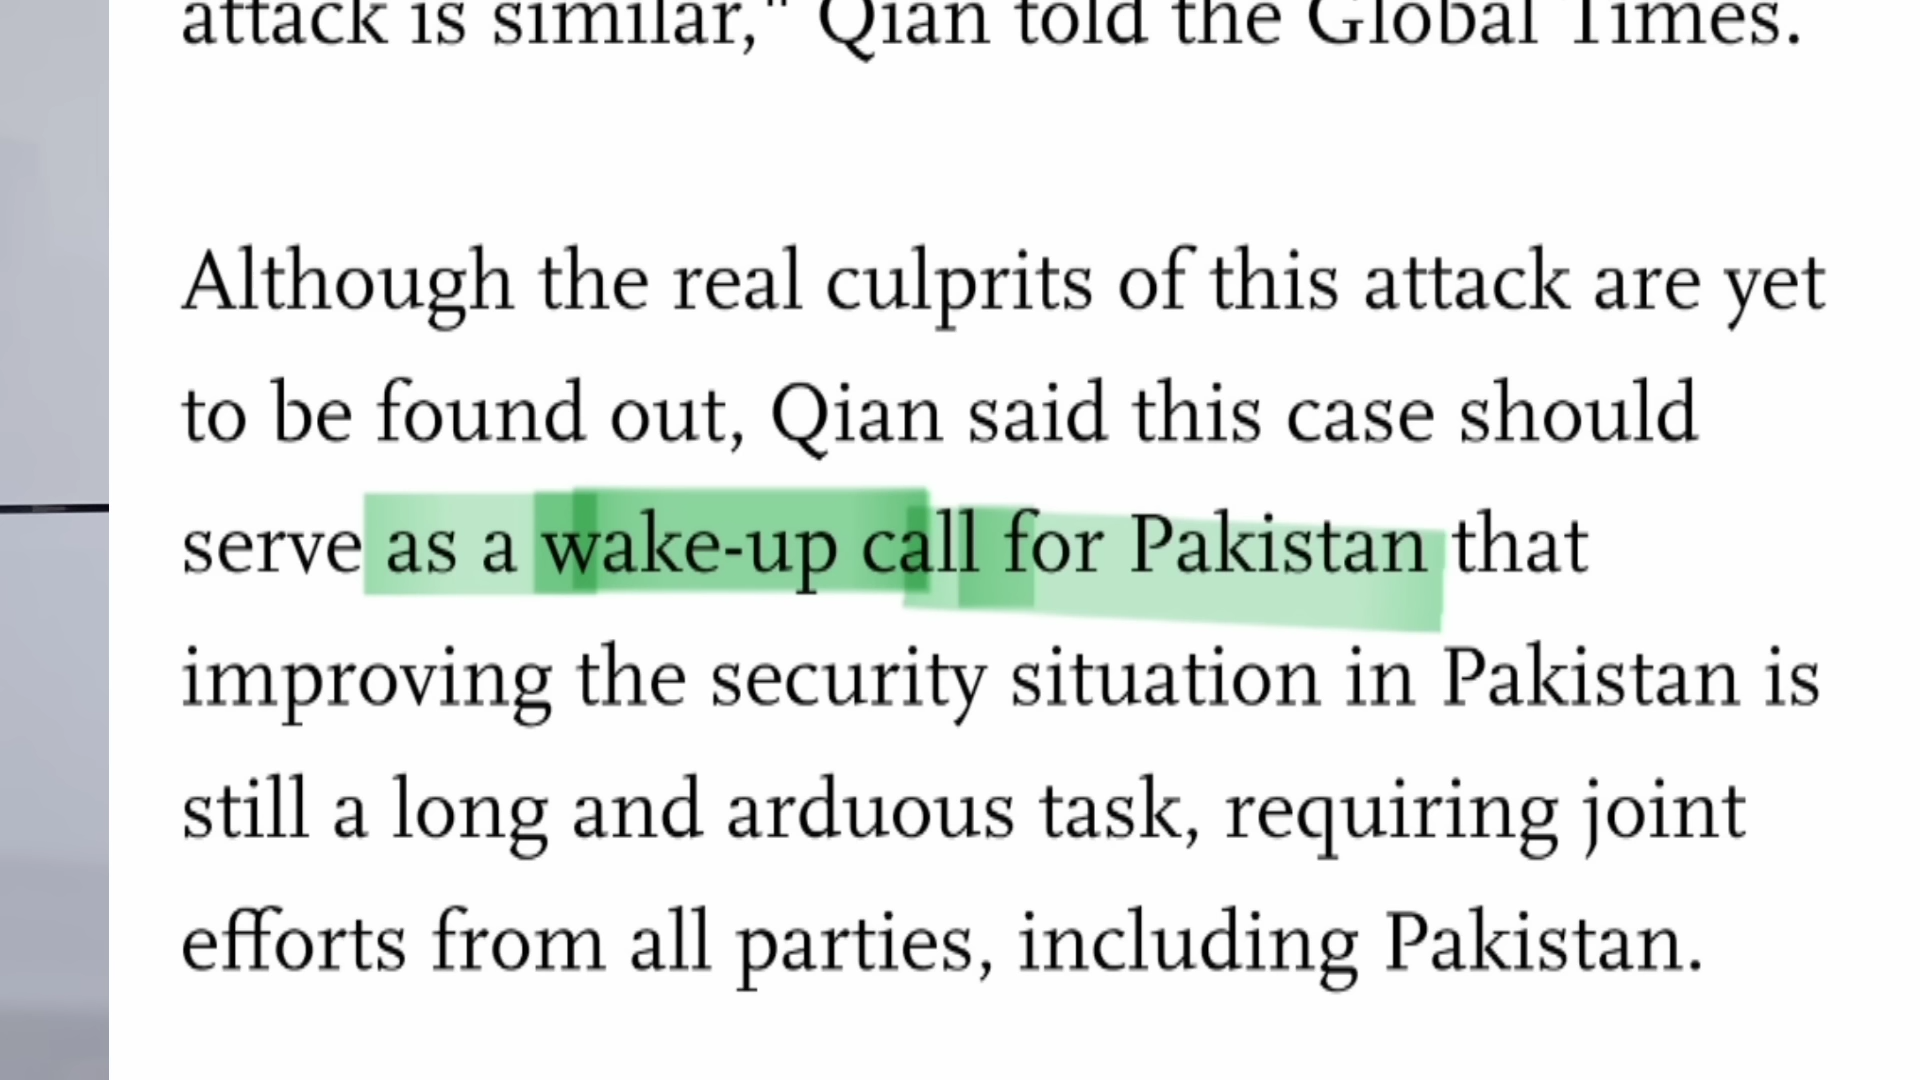 attack is similar," Qian told the Global Times.
Although the real culprits of this attack are yet
to be found out, Qian said this case should
serve as a wake-up call for Pakistan that
improving the security situation in Pakistan is
still a long and arduous task, requiring joint
efforts from all parties, including Pakistan.